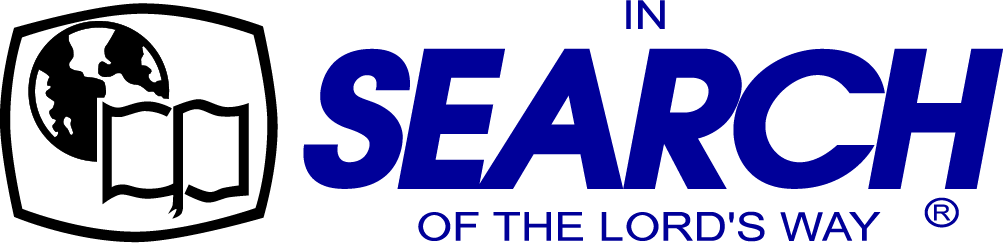 IN
SEARCH
OF THE LORD'S WAY ®